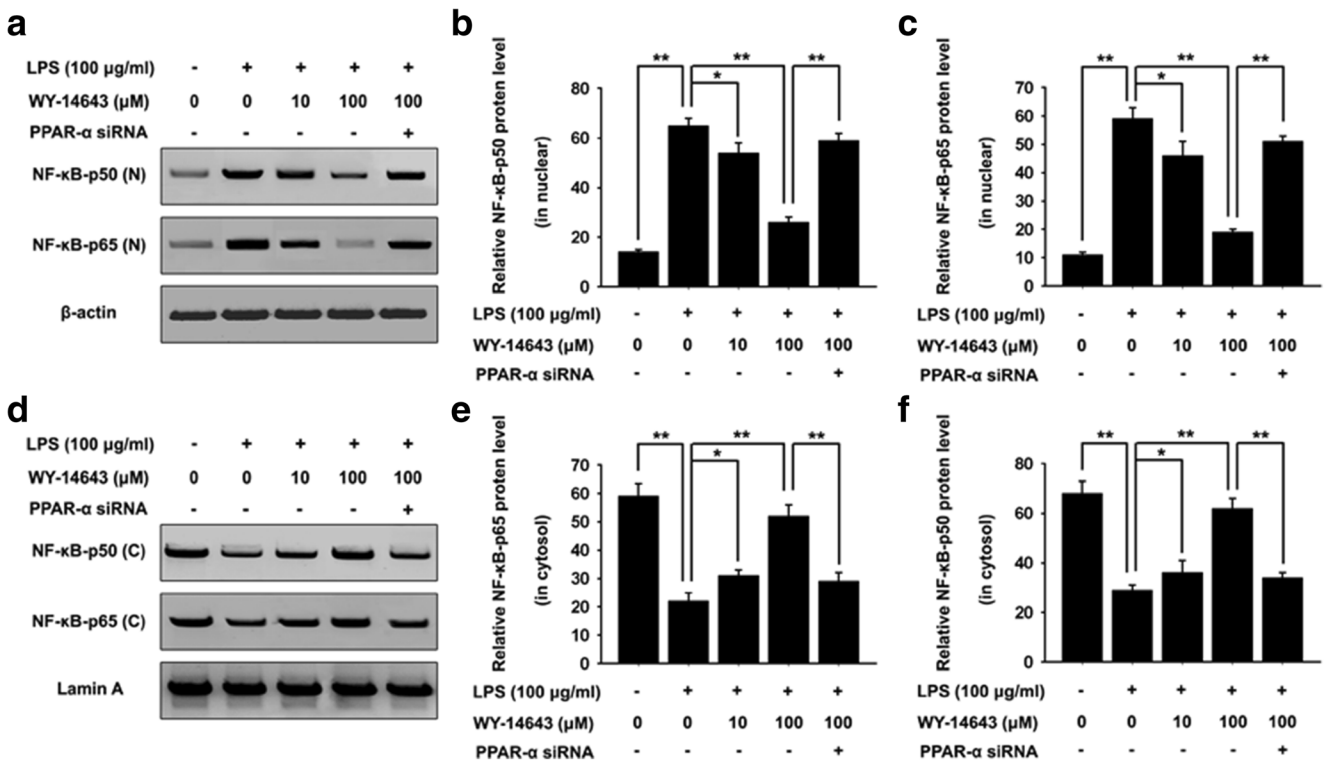 a
LPS (100 µg/ml) - + + + +
WY-14643 (µM) 0 0 10 100 100
PPAR-α siRNA - - - - +
NF-κB-p50 (N)
NF-κB-p65 (N)
β-actin
b
Relative NF-κB-p50 proten level
(in nuclear)
80
60
40
20
0
** ** **
*
LPS (100 µg/ml) - + + + +
WY-14643 (µM) 0 0 10 100 100
PPAR-α siRNA - - - - +
c
Relative NF-κB-p65 proten level
(in nuclear)
70
60
50
40
30
20
10
0
** ** **
*
LPS (100 µg/ml) - + + + +
WY-14643 (µM) 0 0 10 100 100
PPAR-α siRNA - - - - +
d
LPS (100 µg/ml) - + + + +
WY-14643 (µM) 0 0 10 100 100
PPAR-α siRNA - - - - +
NF-κB-p50 (C)
NF-κB-p65 (C)
Lamin A
e
Relative NF-κB-p65 proten level
(in cytosol)
70
60
50
40
30
20
10
0
** ** **
*
LPS (100 µg/ml) - + + + +
WY-14643 (µM) 0 0 10 100 100
PPAR-α siRNA - - - - +
f
Relative NF-κB-p50 proten level
(in cytosol)
80
60
40
20
0
** ** **
*
LPS (100 µg/ml) - + + + +
WY-14643 (µM) 0 0 10 100 100
PPAR-α siRNA - - - - +